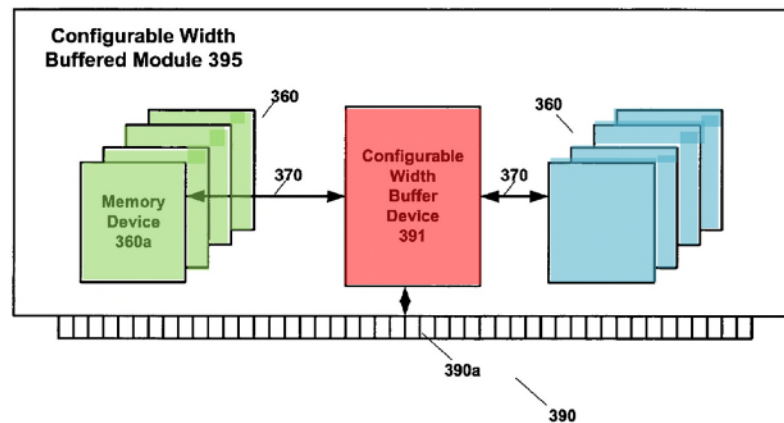 Configurable Width
Buffered Module 395
360
360
370
370
Configurable
Width
Buffer
Device
391
Memory
Device
360a
390a
390